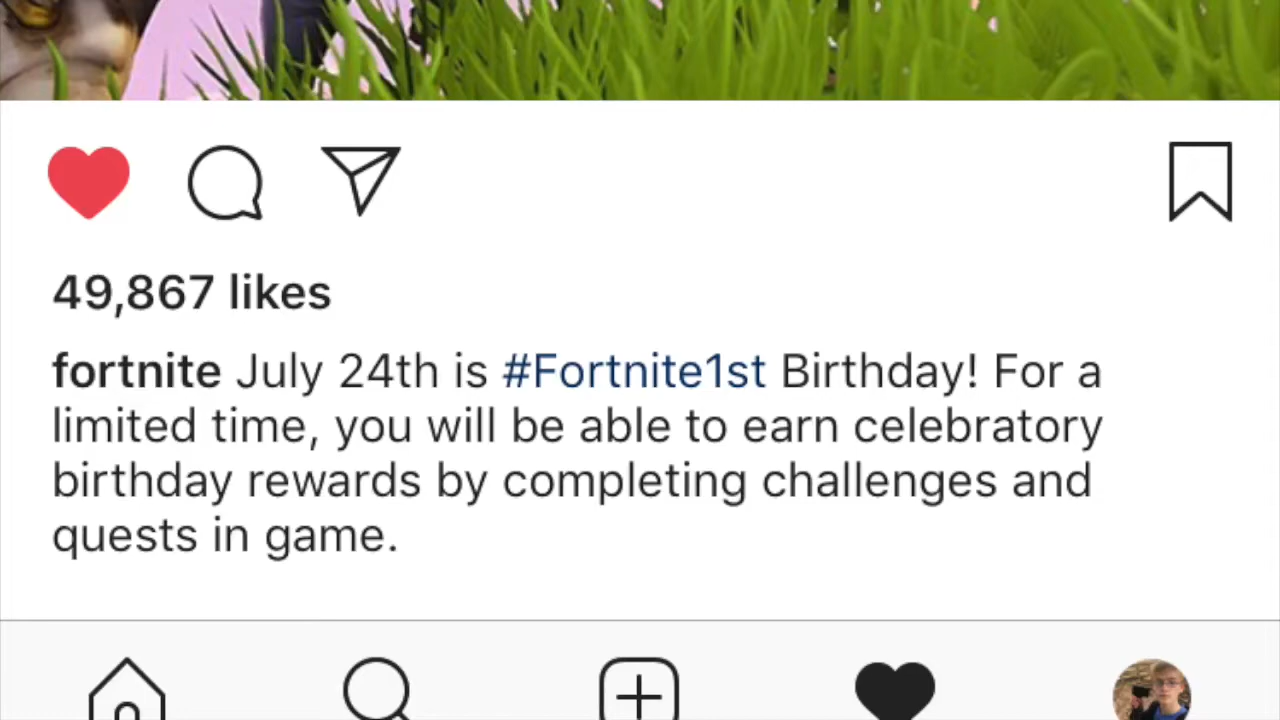 49,867 likes
fortnite July 24th is #Fortnite1st Birthday! For a
limited time, you will be able to earn celebratory
birthday rewards by completing challenges and
quests in game.